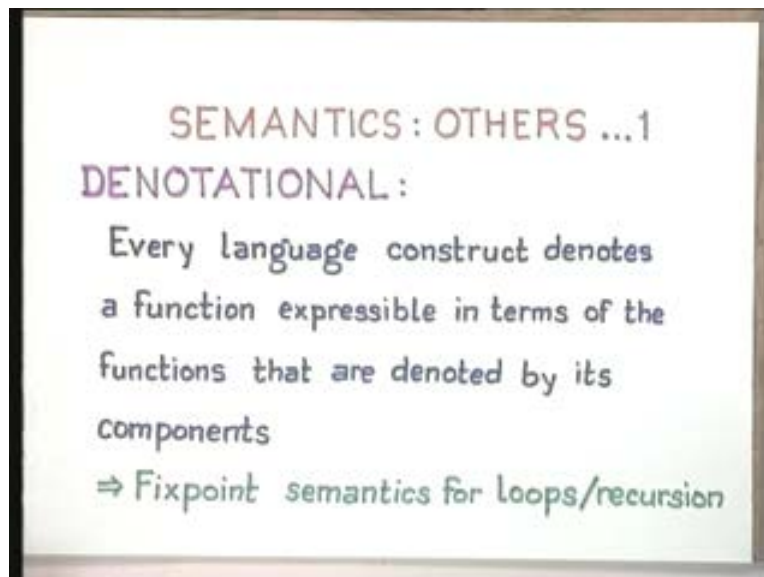 SEMANTICS: OTHERS ...1
DENOTATIONAL:
Every language construct denotes
a function expressible in terms of the
functions that are denoted by its
components
⇒ Fixpoint semantics for loops/recursion